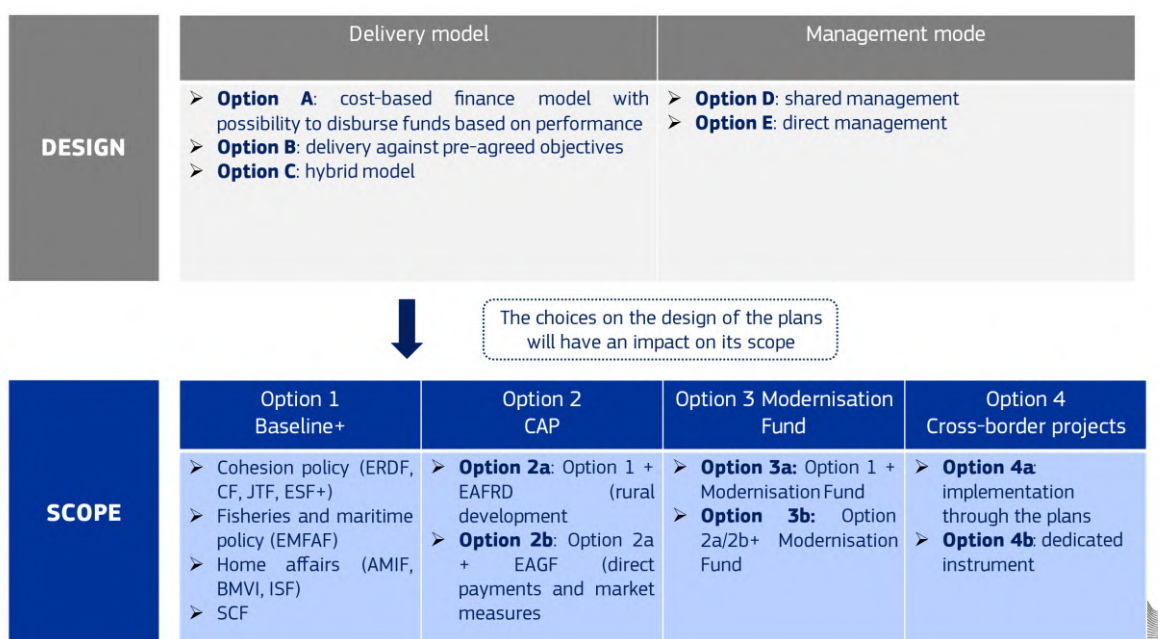 Delivery model
Management mode
DESIGN
➢ Option A: cost-based finance model with
possibility to disburse funds based on performance
➢ Option B: delivery against pre-agreed objectives
➢ Option C: hybrid model
➢ Option D: shared management
➢ Option E: direct management
The choices on the design of the plans
will have an impact on its scope
SCOPE
Option 1
Baseline+
➢ Cohesion policy (ERDF,
CF, JTF, ESF+)
➢ Fisheries and maritime
policy (EMFAF)
➢ Home affairs (AMIF,
BMVI, ISF)
➢ SCF
Option 2
CAP
➢ Option 2a: Option 1 +
EAFRD (rural
development
➢ Option 2b: Option 2a
+ EAGF (direct
payments and market
measures
Option 3 Modernisation
Fund
➢ Option 3a: Option 1 +
Modernisation Fund
➢ Option 3b: Option
2a/2b+ Modernisation
Fund
Option 4
Cross-border projects
➢ Option 4a:
implementation
through the plans
➢ Option 4b: dedicated
instrument